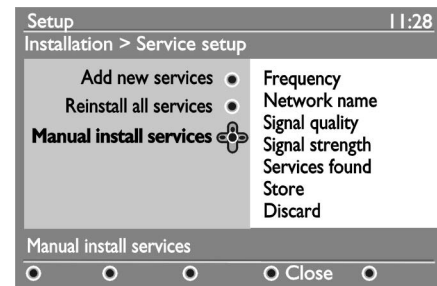 Setup 11:28
Installation > Service setup
Add new services
Reinstall all services
Manual install services
Frequency
Network name
Signal quality
Signal strength
Services found
Store
Discard
Manual install services
Close